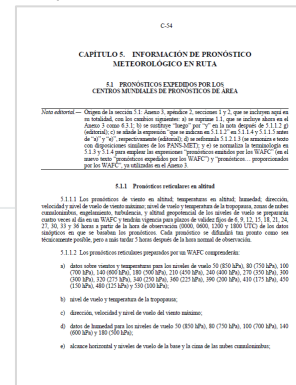 C-54
CAPÍTULO 5. INFORMACIÓN DE PRONÓSTICO
METEOROLÓGICO EN RUTA
5.1 PRONÓSTICOS EXPEDIDOS POR LOS
CENTROS MUNDIALES DE PRONÓSTICOS DE ÁREA
Nota editorial.— Origen de la sección 5.1: Anexo 3, apéndice 2, secciones 1 y 2, que se incluyen aquí en
su totalidad, con los cambios siguientes: a) se suprime 1.1, que se incluye ahora en el
Anexo 3 como 6.3.1; b) se sustituye "luego" por "y" en la nota después de 5.1.1.2 g)
(editorial); c) se añade la expresión "que se indican en 5.1.1.2" en 5.1.1.4 y 5.1.1.5 antes
de "a)" y "e)", respectivamente (editorial); d) se reformula 5.1.2.1.3 (se armoniza el texto
con disposiciones similares de los PANS-MET); y e) se normaliza la terminología en
5.1.3 y 5.1.4 para emplear las expresiones "pronósticos emitidos por los WAFC" (en el
nuevo texto "pronósticos expedidos por los WAFC") y "pronósticos… proporcionados
por los WAFC", ya utilizadas en el Anexo 3.
5.1.1 Pronósticos reticulares en altitud
5.1.1.1 Los pronósticos de viento en altitud; temperaturas en altitud; humedad; dirección,
velocidad y nivel de vuelo de viento máximo; nivel de vuelo y temperatura de la tropopausa, zonas de nubes
cumulonimbus, engelamiento, turbulencia, y altitud geopotencial de los niveles de vuelo se prepararán
cuatro veces al día en un WAFC y tendrán vigencia para plazos de validez fijos de 6, 9, 12, 15, 18, 21, 24,
27, 30, 33 y 36 horas a partir de la hora de observación (0000, 0600, 1200 y 1800 UTC) de los datos
sinópticos en que se basaban los pronósticos. Cada pronóstico se difundirá tan pronto como sea
técnicamente posible, pero a más tardar 5 horas después de la hora normal de observación.
5.1.1.2 Los pronósticos reticulares preparados por un WAFC comprenderán:
a) datos sobre vientos y temperaturas para los niveles de vuelo 50 (850 hPa), 80 (750 hPa), 100
(700 hPa), 140 (600 hPa), 180 (500 hPa), 210 (450 hPa), 240 (400 hPa), 270 (350 hPa), 300
(300 hPa), 320 (275 hPa), 340 (250 hPa), 360 (225 hPa), 390 (200 hPa), 410 (175 hPa), 450
(150 hPa), 480 (125 hPa) y 530 (100 hPa);
b) nivel de vuelo y temperatura de la tropopausa;
c) dirección, velocidad y nivel de vuelo del viento máximo;
d) datos de humedad para los niveles de vuelo 50 (850 hPa), 80 (750 hPa), 100 (700 hPa), 140
(600 hPa) y 180 (500 hPa);
e) alcance horizontal y niveles de vuelo de la base y la cima de las nubes cumulonimbus;